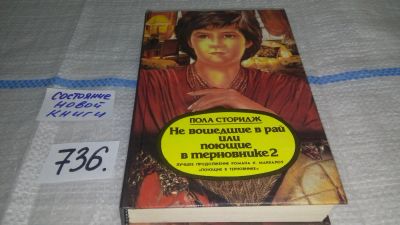 СОСТОЯНИЕ
НОВОЙ
КНИГИ
736.
ПОЛА СТОРИДЖ
НЕ ВОШЕДШИЕ В РАЙ
ИЛИ
ПОЮЩИЕ
В ТЕРНОВНИКЕ 2
ЛУЧШЕЕ ПРОДОЛЖЕНИЕ РОМАНА К. МАККАЛОУ
«ПОЮЩИЕ В ТЕРНОВНИКЕ»